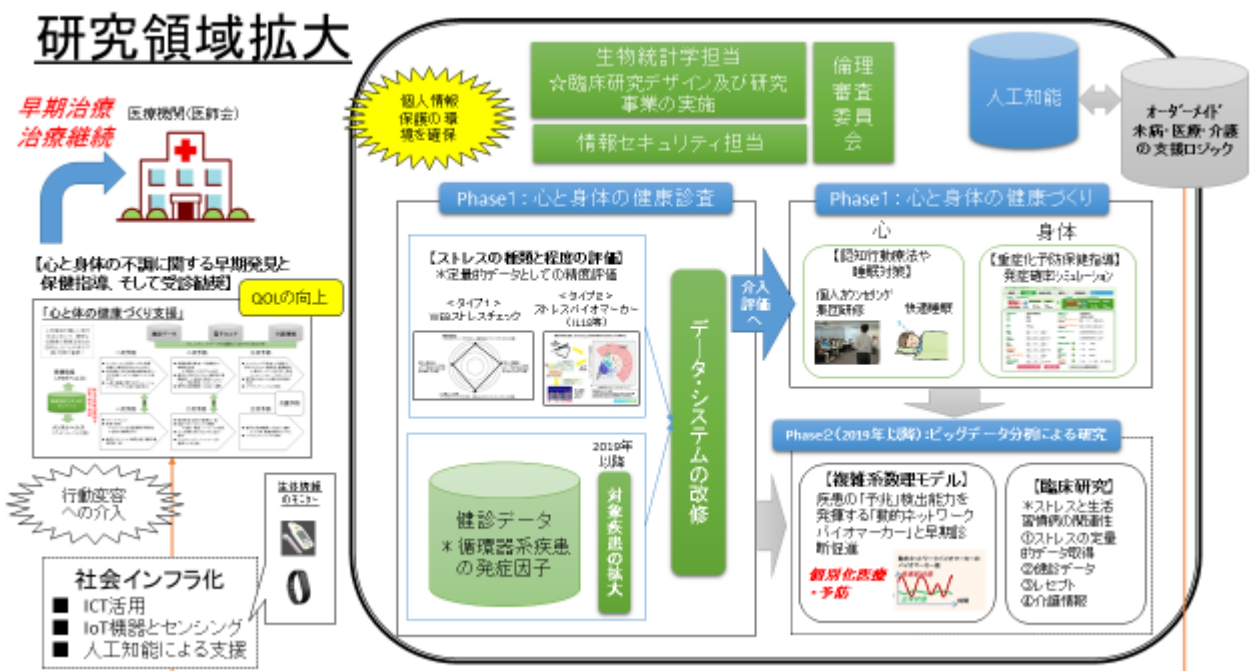 研究領域拡大
早期治療
治療継続
医療機関(医師会)
【心と身体の不調に関する早期発見と
保健指導、そして受診勧奨】
QOLの向上
「心と体の健康づくり支援」
行動変容
への介入
生体情報
のモニター
社会インフラ化
■ ICT活用
■ IoT機器とセンシング
■ 人工知能による支援
個人情報
保護の環
境を確保
生物統計学担当
☆臨床研究デザイン及び研究
事業の実施
情報セキュリティ担当
倫理
審査
委員
会
人工知能
オーダーメイド
未病・医療・介護
の支援ロジック
Phase1:心と身体の健康診査
【ストレスの種類と程度の評価】
*定量的データとしての精度評価
<タイプ1>
WEBストレスチェック
<タイプ2>
ストレスバイオマーカー
(IL18等)
健診データ
*循環器系疾患
の発症因子
2019年
以降
対象疾患の拡大
データ・システムの改修
介入
評価
へ
Phase1:心と身体の健康づくり
心
【認知行動療法や
睡眠対策】
個人カウンセリング
集団研修
快適睡眠
身体
【重症化予防保健指導】
発症確率シミュレーション
Phase2(2019年以降):ビッグデータ分析による研究
【複雑系数理モデル】
疾患の「予兆」検出能力を
発揮する「動的ネットワーク
バイオマーカー」と早期診
断促進
個別化医療
・予防
【臨床研究】
*ストレスと生活
習慣病の関連性
①ストレスの定量
的データ取得
②健診データ
③レセプト
④介護情報